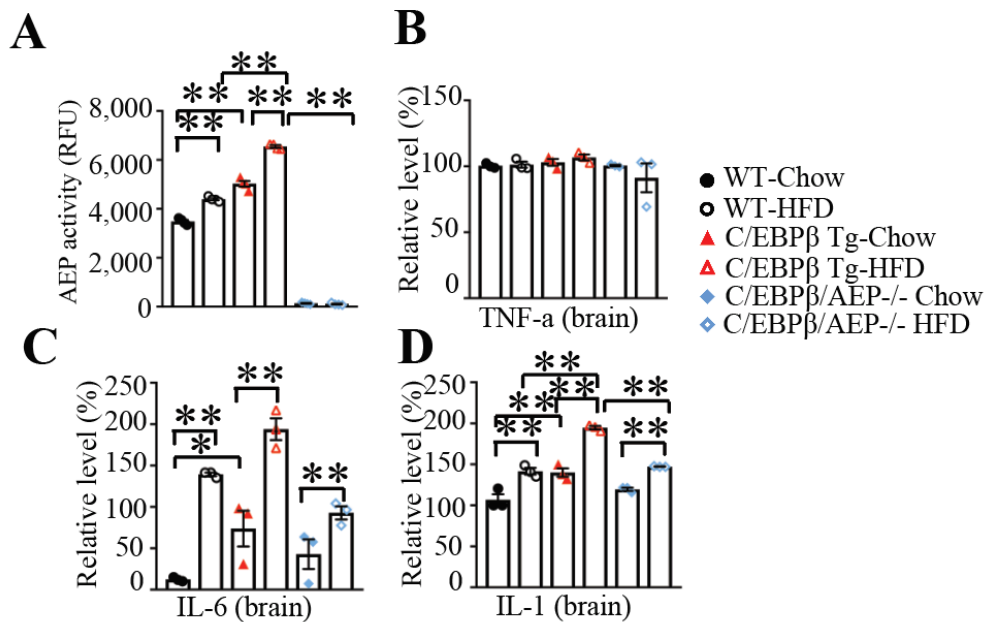 A
AEP activity (RFU)
8,000
6,000
4,000
2,000
0
** ** ** ** **
B
Relative level (%)
150
100
50
0
TNF-a (brain)
WT-Chow
WT-HFD
C/EBPβ Tg-Chow
C/EBPβ Tg-HFD
C/EBPβ/AEP-/- Chow
C/EBPβ/AEP-/- HFD
C
Relative level (%)
250
200
150
100
50
0
** * ** **
IL-6 (brain)
D
Relative level (%)
250
200
150
100
50
0
** ** ** ** ** **
IL-1 (brain)